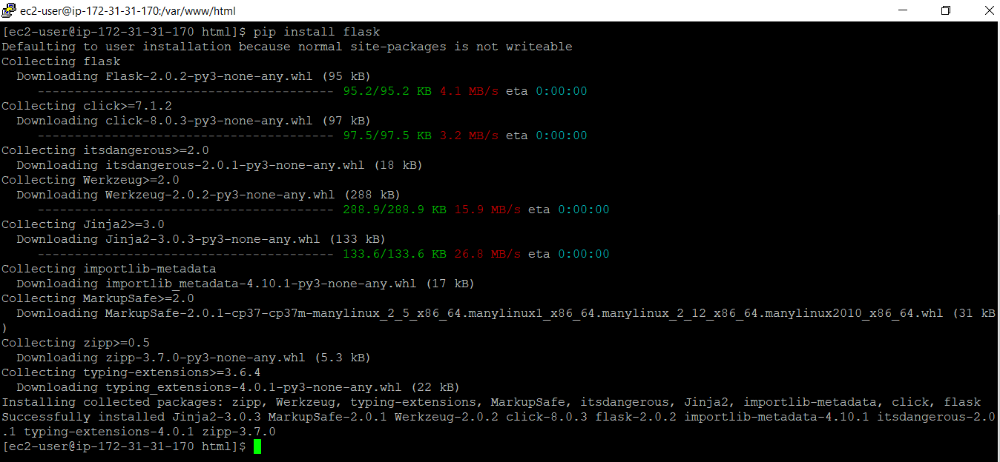 ec2-user@ip-172-31-31-170:/var/www/html
[ec2-user@ip-172-31-31-170 html]$ pip install flask
Defaulting to user installation because normal site-packages is not writeable
Collecting flask
  Downloading Flask-2.0.2-py3-none-any.whl (95 kB)
     ---------------------------------------- 95.2/95.2 KB 4.1 MB/s eta 0:00:00
Collecting click>=7.1.2
  Downloading click-8.0.3-py3-none-any.whl (97 kB)
     ---------------------------------------- 97.5/97.5 KB 3.2 MB/s eta 0:00:00
Collecting itsdangerous>=2.0
  Downloading itsdangerous-2.0.1-py3-none-any.whl (18 kB)
Collecting Werkzeug>=2.0
  Downloading Werkzeug-2.0.2-py3-none-any.whl (288 kB)
     ---------------------------------------- 288.9/288.9 KB 15.9 MB/s eta 0:00:00
Collecting Jinja2>=3.0
  Downloading Jinja2-3.0.3-py3-none-any.whl (133 kB)
     ---------------------------------------- 133.6/133.6 KB 26.8 MB/s eta 0:00:00
Collecting importlib-metadata
  Downloading importlib_metadata-4.10.1-py3-none-any.whl (17 kB)
Collecting MarkupSafe>=2.0
  Downloading MarkupSafe-2.0.1-cp37-cp37m-manylinux_2_5_x86_64.manylinux1_x86_64.manylinux_2_12_x86_64.manylinux2010_x86_64.whl (31 kB
)
Collecting zipp>=0.5
  Downloading zipp-3.7.0-py3-none-any.whl (5.3 kB)
Collecting typing-extensions>=3.6.4
  Downloading typing_extensions-4.0.1-py3-none-any.whl (22 kB)
Installing collected packages: zipp, Werkzeug, typing-extensions, MarkupSafe, itsdangerous, Jinja2, importlib-metadata, click, flask
Successfully installed Jinja2-3.0.3 MarkupSafe-2.0.1 Werkzeug-2.0.2 click-8.0.3 flask-2.0.2 importlib-metadata-4.10.1 itsdangerous-2.0
.1 typing-extensions-4.0.1 zipp-3.7.0
[ec2-user@ip-172-31-31-170 html]$